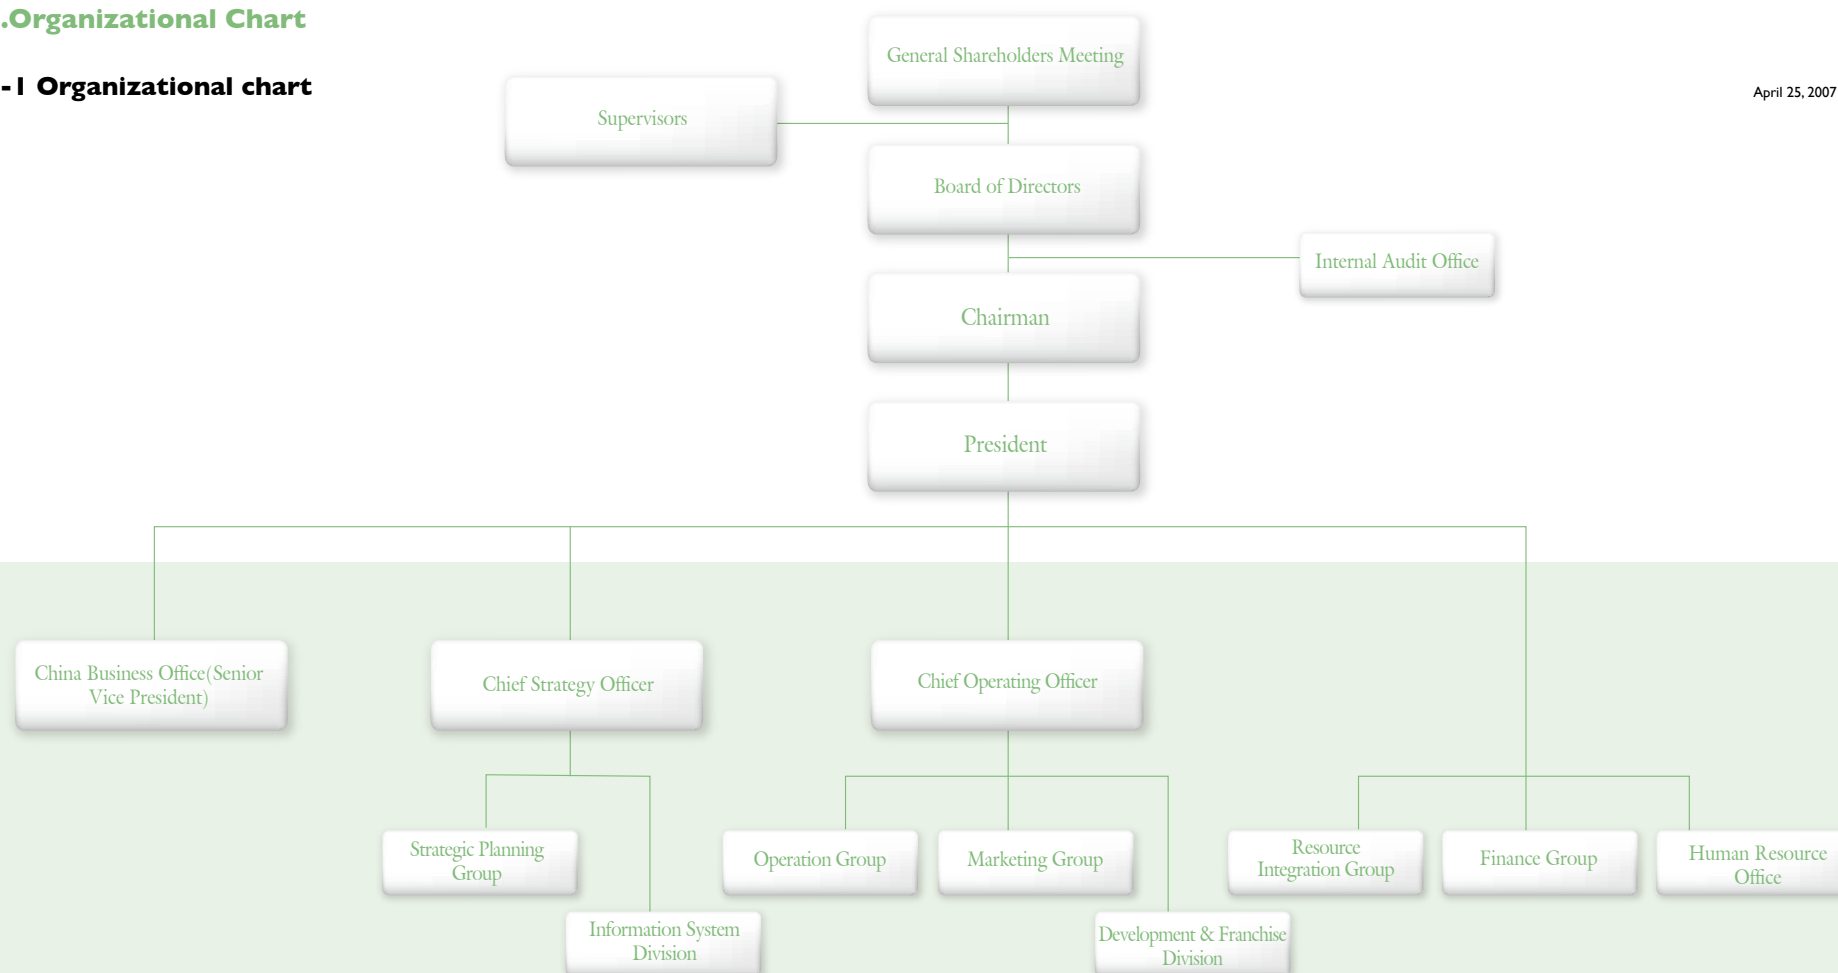 .Organizational Chart
General Shareholders Meeting
-1 Organizational chart
April 25, 2007
Supervisors
Board of Directors
Internal Audit Office
Chairman
President
China Business Office(Senior
Vice President)
Chief Strategy Officer
Chief Operating Officer
Strategic Planning
Group
Operation Group
Marketing Group
Resource
Integration Group
Finance Group
Human Resource
Office
Information System
Division
Development & Franchise
Division